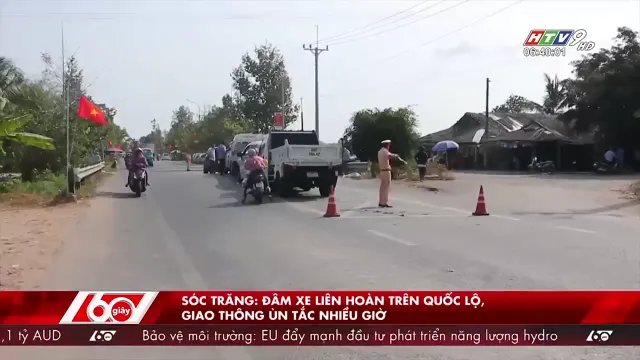 HTV9 HD
06:40:01
60 giây
SÓC TRĂNG: ĐÂM XE LIÊN HOÀN TRÊN QUỐC LỘ,
GIAO THÔNG ÙN TẮC NHIỀU GIỜ
1 tỷ AUD 60 Bảo vệ môi trường: EU đẩy mạnh đầu tư phát triển năng lượng hydro 60